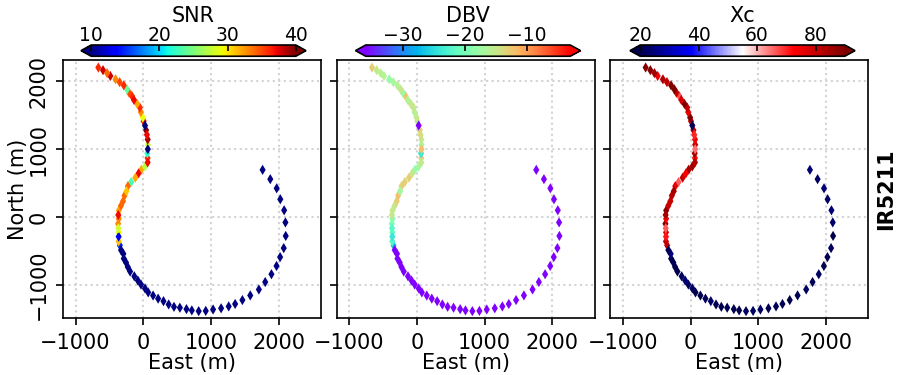 SNR DBV Xc
10 20 30 40 −30 −20 −10 20 40 60 80
North (m)
2000
1000
0
−1000
−1000 0 1000 2000 −1000 0 1000 2000 −1000 0 1000 2000
East (m) East (m) East (m)
IR5211